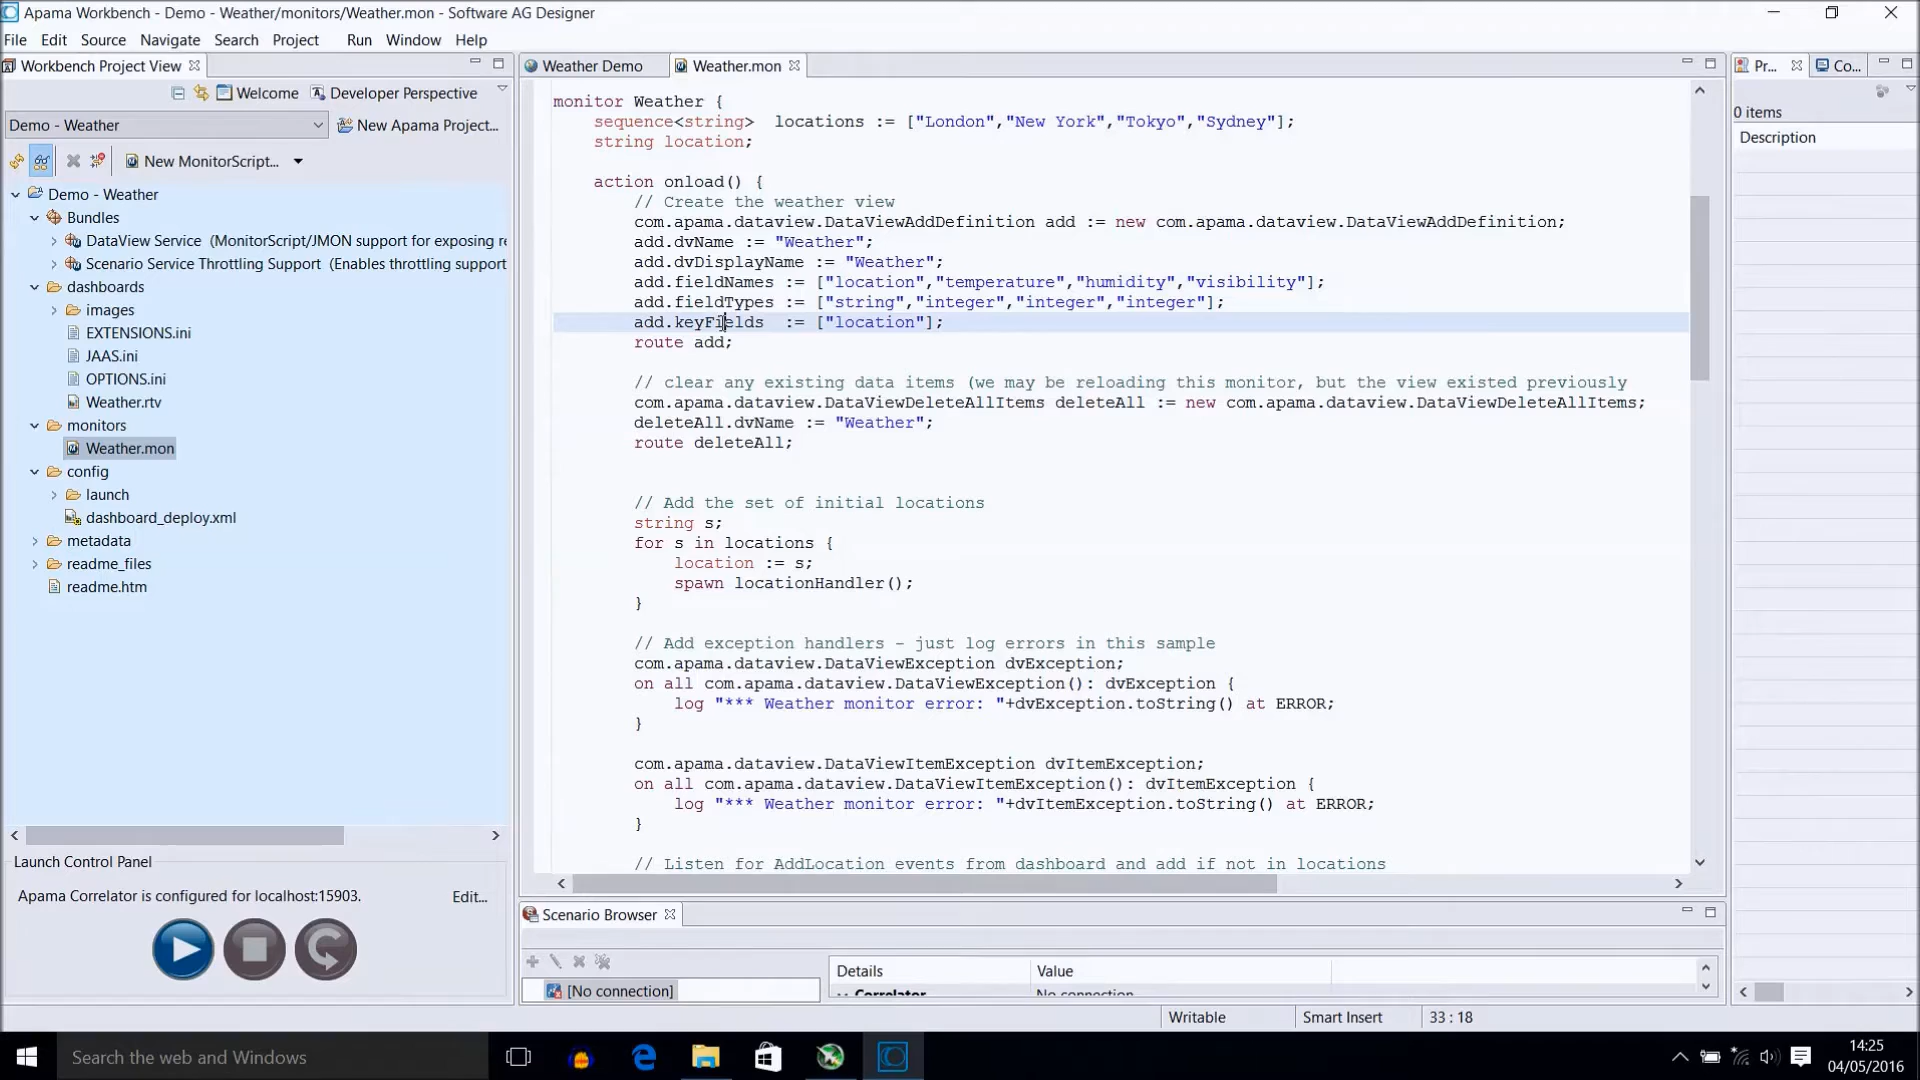 Apama Workbench - Demo - Weather/monitors/Weather.mon - Software AG Designer
File Edit Source Navigate Search Project Run Window Help
Workbench Project View
Welcome Developer Perspective
Demo - Weather New Apama Project...
New MonitorScript...
Demo - Weather
Bundles
DataView Service (MonitorScript/JMON support for exposing re
Scenario Service Throttling Support (Enables throttling support
dashboards
images
EXTENSIONS.ini
JAAS.ini
OPTIONS.ini
Weather.rtv
monitors
Weather.mon
config
launch
dashboard_deploy.xml
metadata
readme_files
readme.htm
Launch Control Panel
Apama Correlator is configured for localhost:15903. Edit...
Weather Demo Weather.mon
monitor Weather {
sequence<string> locations := ["London","New York","Tokyo","Sydney"];
string location;
action onload() {
// Create the weather view
com.apama.dataview.DataViewAddDefinition add := new com.apama.dataview.DataViewAddDefinition;
add.dvName := "Weather";
add.dvDisplayName := "Weather";
add.fieldNames := ["location","temperature","humidity","visibility"];
add.fieldTypes := ["string","integer","integer","integer"];
add.keyFields := ["location"];
route add;
// clear any existing data items (we may be reloading this monitor, but the view existed previously
com.apama.dataview.DataViewDeleteAllItems deleteAll := new com.apama.dataview.DataViewDeleteAllItems;
deleteAll.dvName := "Weather";
route deleteAll;
// Add the set of initial locations
string s;
for s in locations {
location := s;
spawn locationHandler();
}
// Add exception handlers - just log errors in this sample
com.apama.dataview.DataViewException dvException;
on all com.apama.dataview.DataViewException(): dvException {
log "*** Weather monitor error: "+dvException.toString() at ERROR;
}
com.apama.dataview.DataViewItemException dvItemException;
on all com.apama.dataview.DataViewItemException(): dvItemException {
log "*** Weather monitor error: "+dvItemException.toString() at ERROR;
}
// Listen for AddLocation events from dashboard and add if not in locations
Scenario Browser
[No connection]
Details Value
Correlator No connection
Pr... Co...
0 items
Description
Writable Smart Insert 33 : 18
Search the web and Windows
14:25
04/05/2016